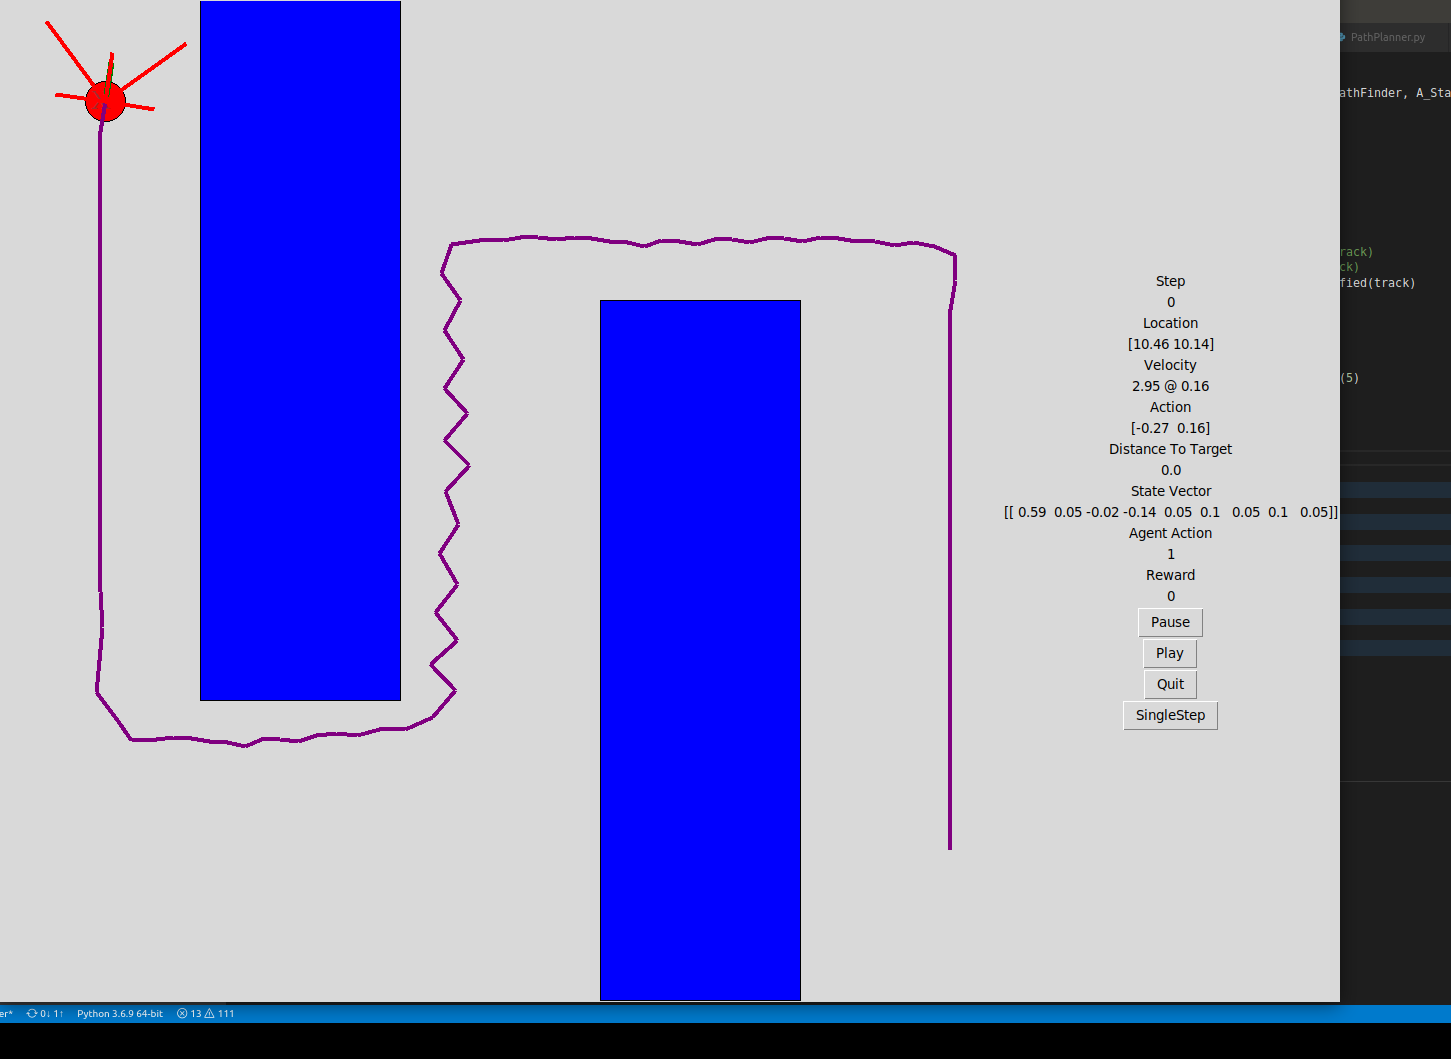 PathPlanner.py
athFinder, A_Sta
rack)
ck)
fied(track)
(5)
Step
0
Location
[10.46 10.14]
Velocity
2.95 @ 0.16
Action
[-0.27  0.16]
Distance To Target
0.0
State Vector
[[ 0.59  0.05 -0.02 -0.14  0.05  0.1   0.05  0.1   0.05]]
Agent Action
1
Reward
0
Pause
Play
Quit
SingleStep
er*  0↓ 1↑  Python 3.6.9 64-bit  13  111